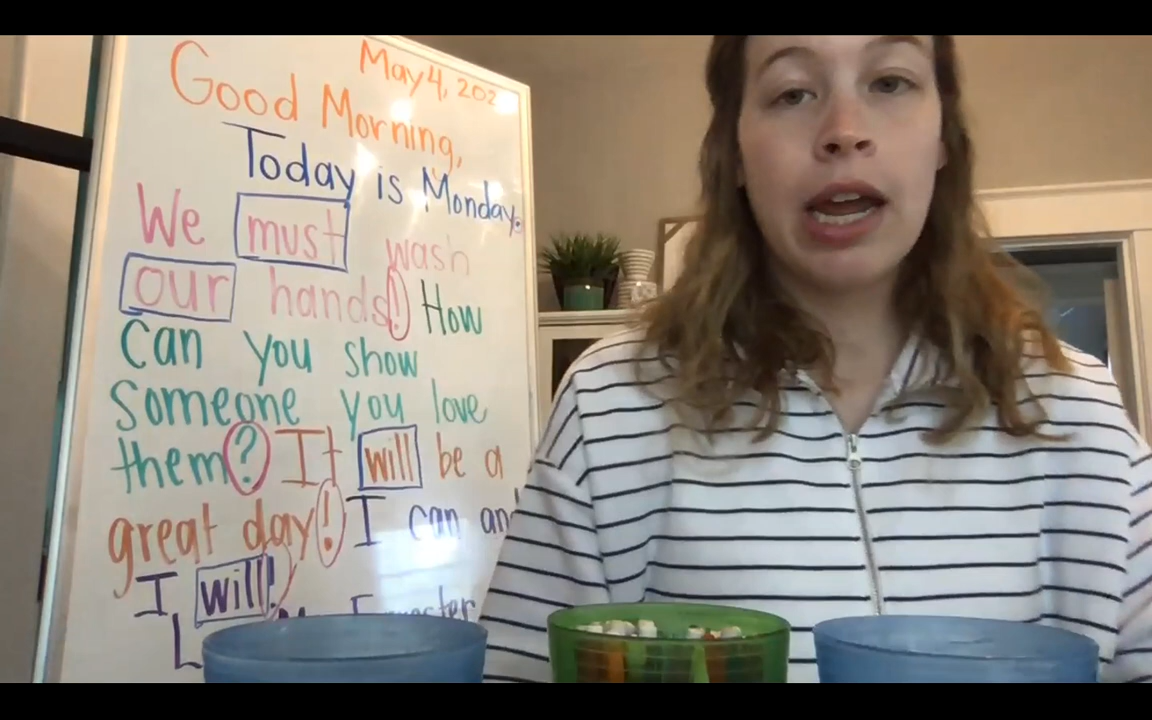 May 4, 202
Good Morning,
Today is Monday.
We must wash
our hands! How
can you show
someone you love
them? It will be a
great day! I can an
I will!
L